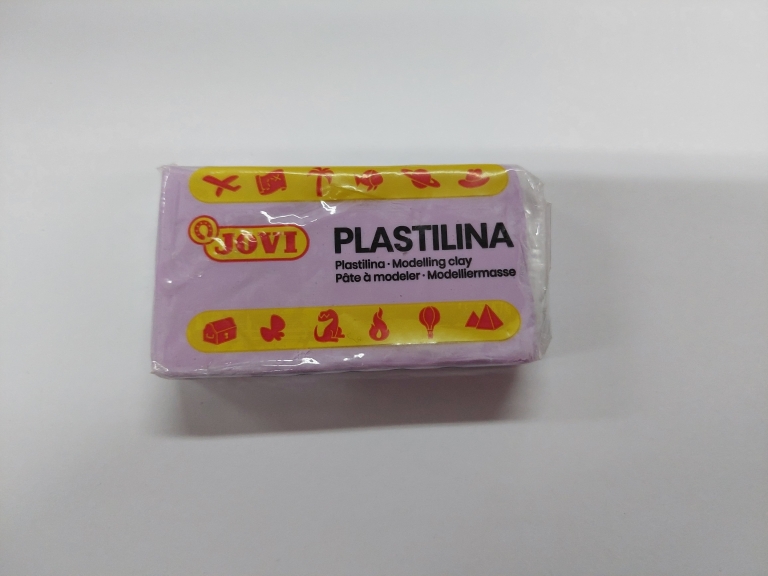 JOVI
PLASTILINA
Plastilina · Modelling clay
Pâte à modeler · Modelliermasse